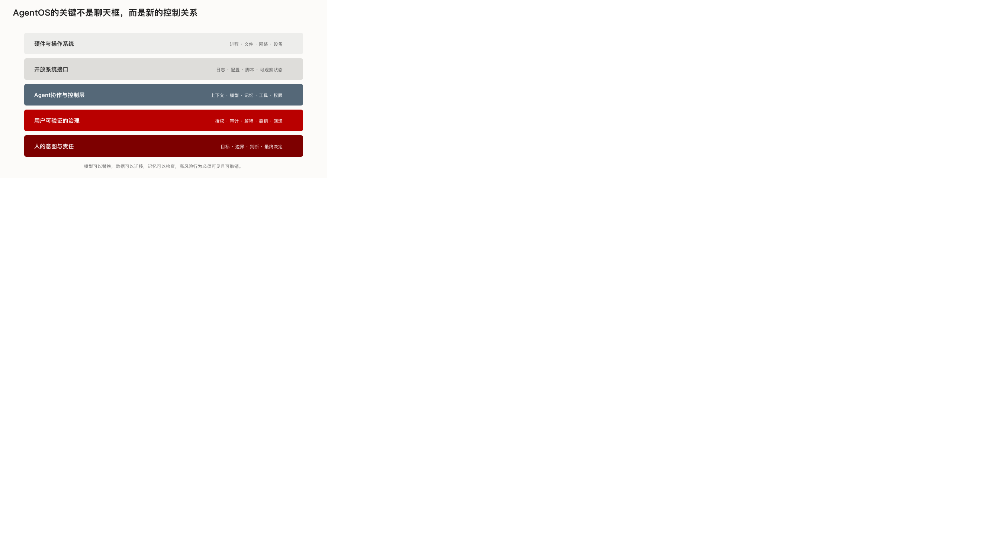 AgentOS的关键不是聊天框，而是新的控制关系
硬件与操作系统 进程 · 文件 · 网络 · 设备
开放系统接口 日志 · 配置 · 脚本 · 可观察状态
Agent协作与控制层 上下文 · 模型 · 记忆 · 工具 · 权限
用户可验证的治理 授权 · 审计 · 解释 · 撤销 · 回滚
人的意图与责任 目标 · 边界 · 判断 · 最终决定
模型可以替换，数据可以迁移，记忆可以检查，高风险行为必须可见且可撤销。